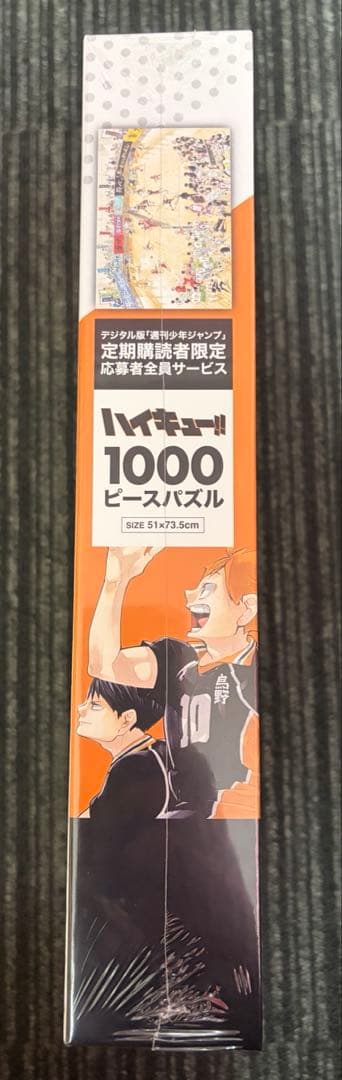 デジタル版「週刊少年ジャンプ」
定期購読者限定
応募者全員サービス
ハイキュー!!
1000
ピースパズル
SIZE 51×73.5cm
烏野
10